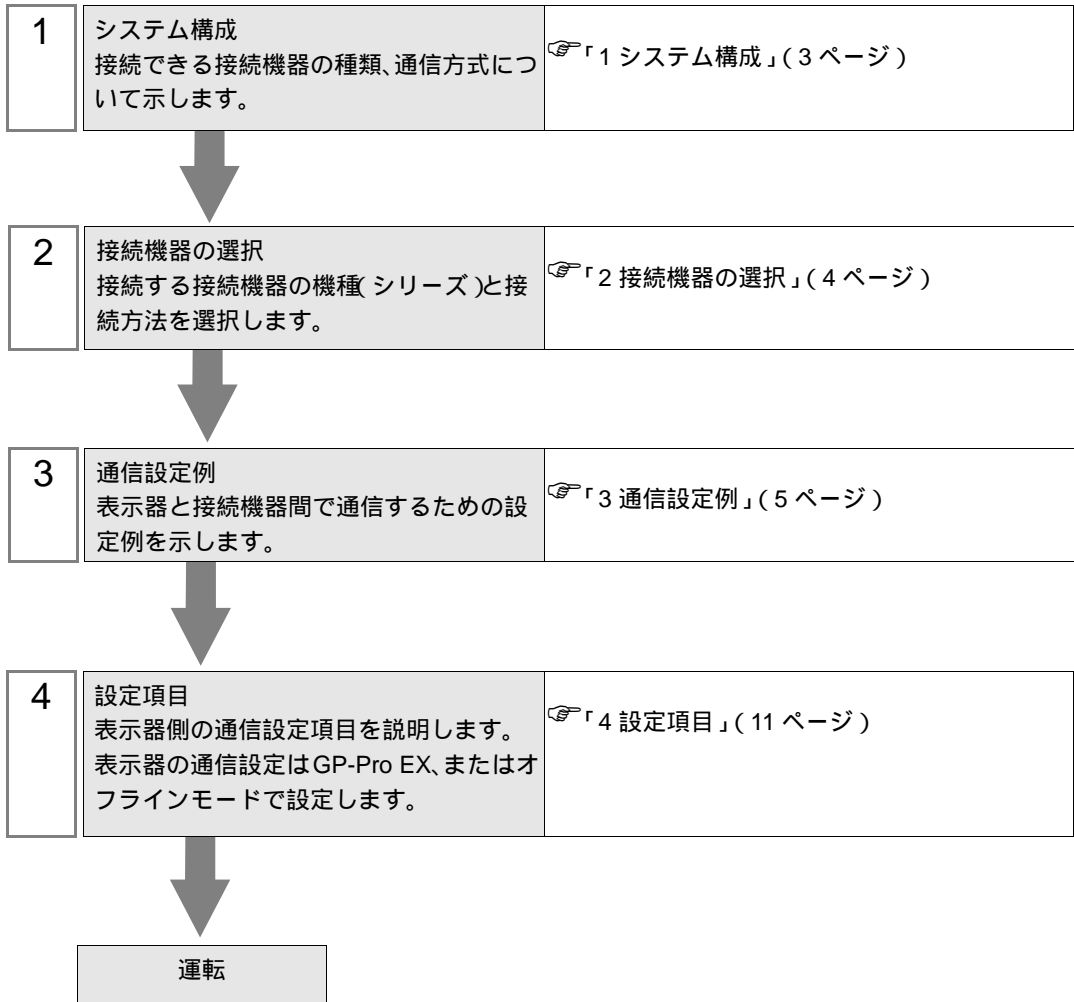 1
システム構成
接続できる接続機器の種類、通信方式につ
いて示します。
☞「1 システム構成」(3 ページ)
2
接続機器の選択
接続する接続機器の機種(シリーズ)と接
続方法を選択します。
☞「2 接続機器の選択」(4 ページ)
3
通信設定例
表示器と接続機器間で通信するための設
定例を示します。
☞「3 通信設定例」(5 ページ)
4
設定項目
表示器側の通信設定項目を説明します。
表示器の通信設定はGP-Pro EX、またはオ
フラインモードで設定します。
☞「4 設定項目」(11 ページ)
運転